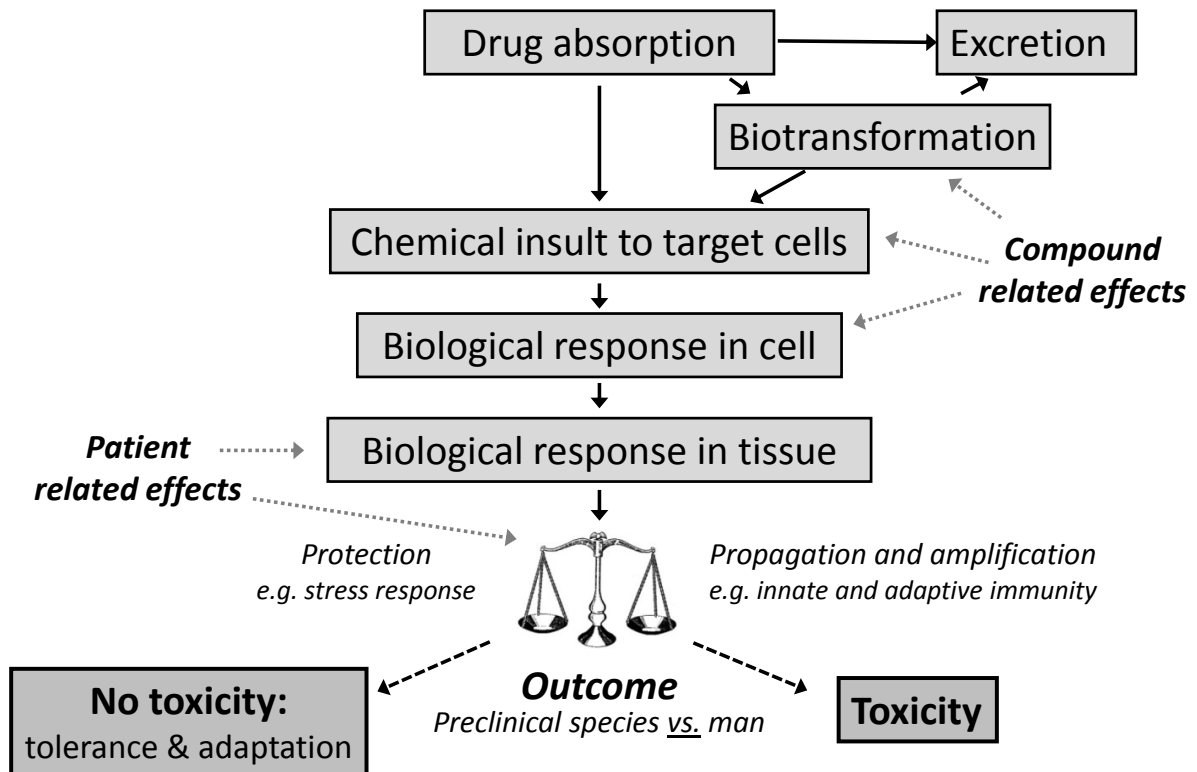 Drug absorption
Excretion
Biotransformation
Chemical insult to target cells
Compound
related effects
Biological response in cell
Biological response in tissue
Patient
related effects
Protection
e.g. stress response
Propagation and amplification
e.g. innate and adaptive immunity
No toxicity:
tolerance & adaptation
Outcome
Preclinical species vs. man
Toxicity